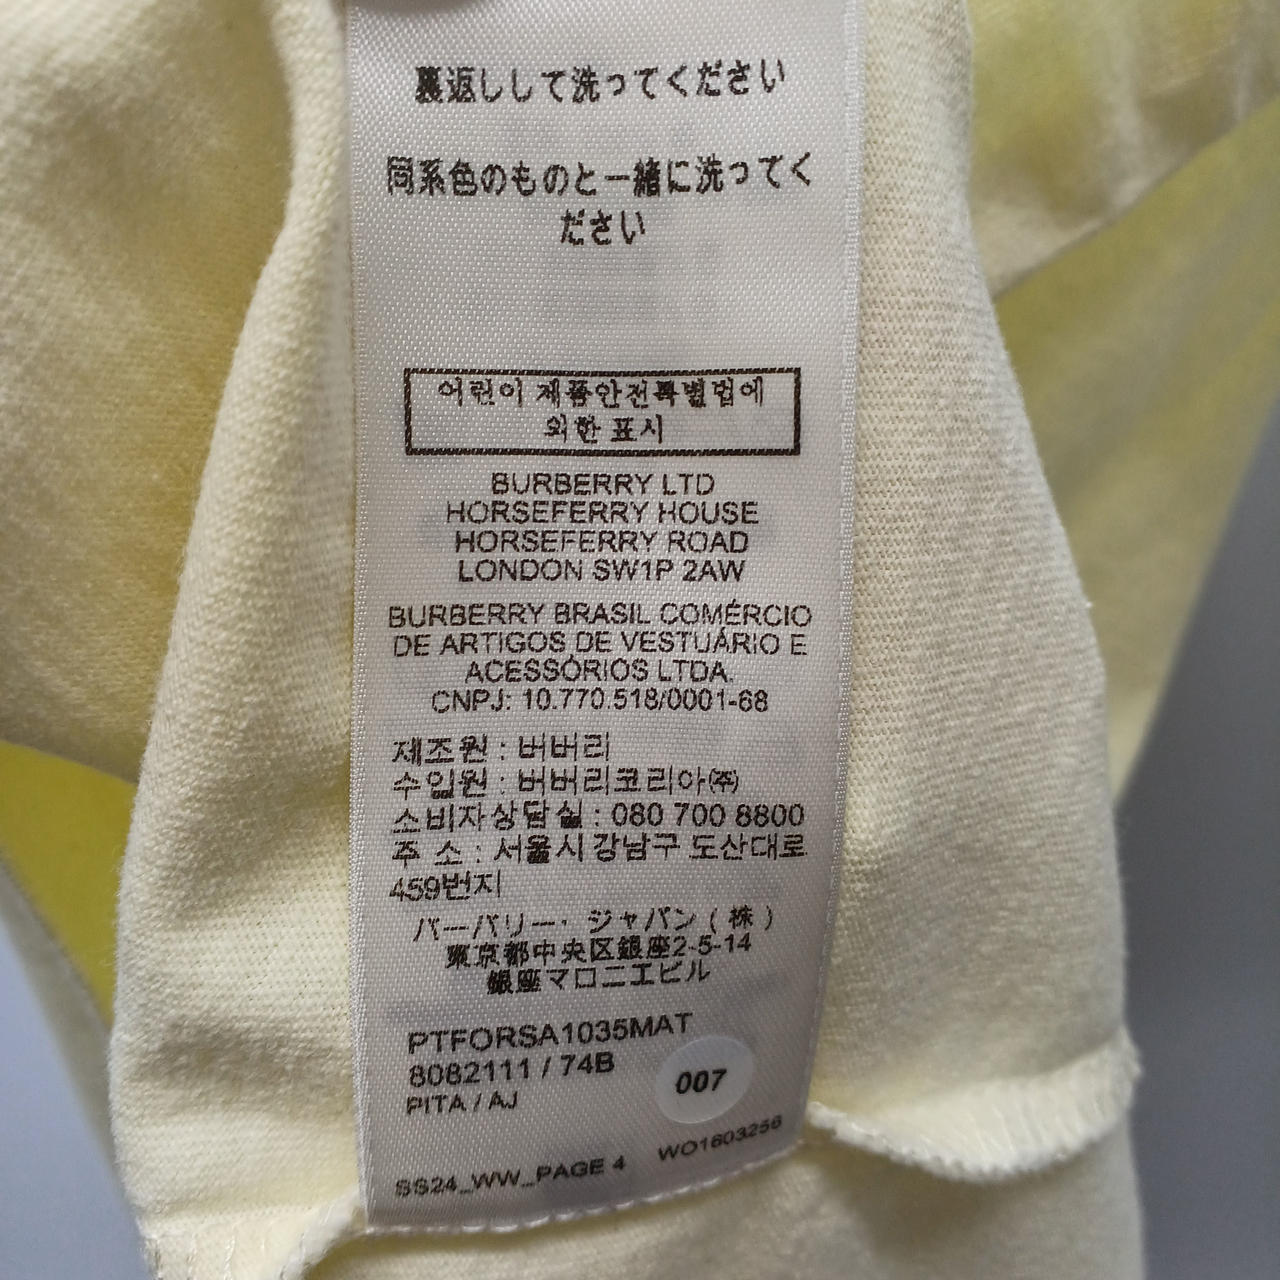 裏返しして洗ってください
同系色のものと一緒に洗ってく
ださい
어린이 제품안전특별법에
의한 표시
BURBERRY LTD
HORSEFERRY HOUSE
HORSEFERRY ROAD
LONDON SW1P 2AW
BURBERRY BRASIL COMÉRCIO
DE ARTIGOS DE VESTUÁRIO E
ACESSÓRIOS LTDA.
CNPJ: 10.770.518/0001-68
제조원 : 버버리
수입원 : 버버리코리아㈜
소비자상담실 : 080 700 8800
주 소 : 서울시 강남구 도산대로
459번지
バーバリー・ジャパン ( 株 )
東京都中央区銀座2-5-14
銀座マロニエビル
PTFORSA1035MAT
8082111 / 74B
007
PITA / AJ
SS24_WW_PAGE 4 WO1603256